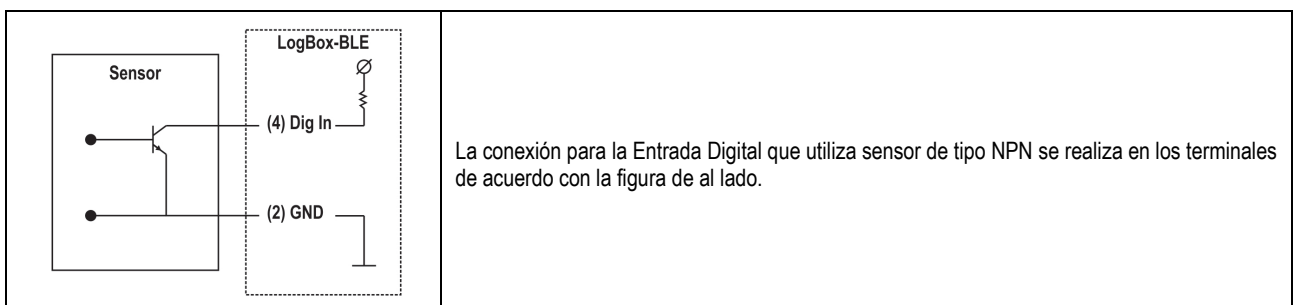 LogBox-BLE
Sensor
(4) Dig In
(2) GND
La conexión para la Entrada Digital que utiliza sensor de tipo NPN se realiza en los terminales
de acuerdo con la figura de al lado.